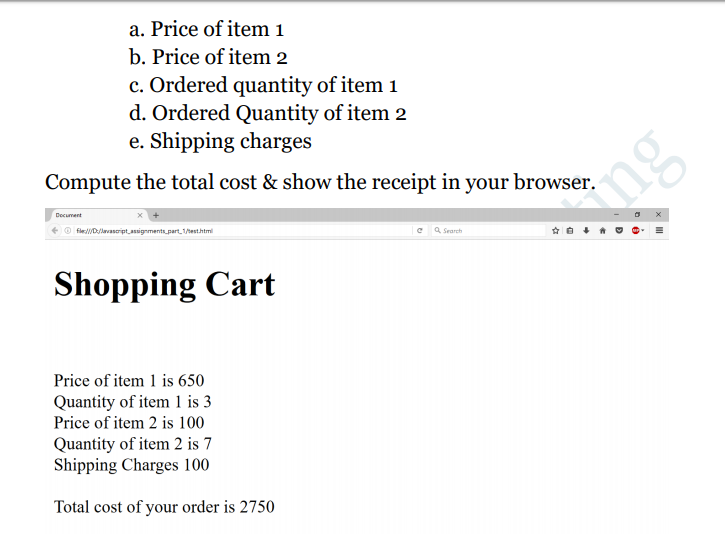 a. Price of item 1
b. Price of item 2
c. Ordered quantity of item 1
d. Ordered Quantity of item 2
e. Shipping charges
Compute the total cost & show the receipt in your browser.
Document
file:///D:/Javascript_assignments_part_1/test.html
Search
Shopping Cart
Price of item 1 is 650
Quantity of item 1 is 3
Price of item 2 is 100
Quantity of item 2 is 7
Shipping Charges 100
Total cost of your order is 2750